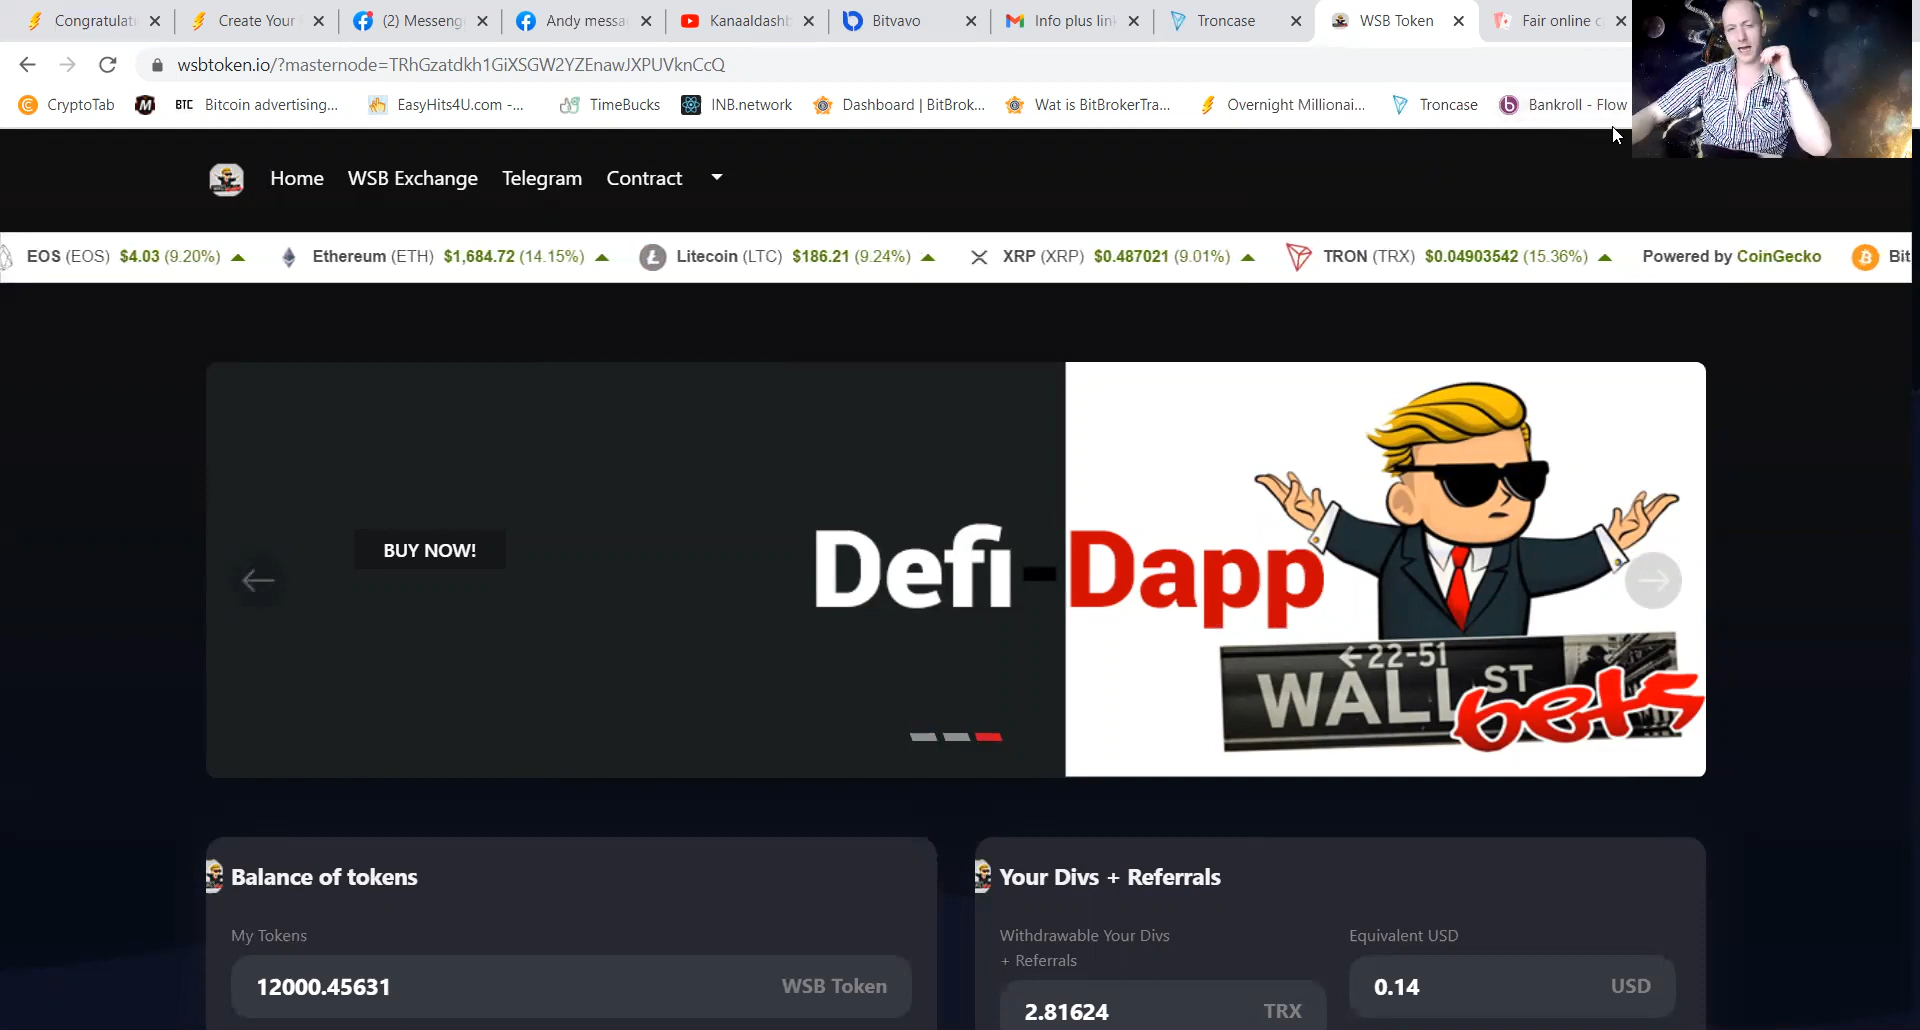 Congratulat
Create Your
(2) Messeng
Andy messa
Kanaaldashb
Bitvavo
Info plus lin
Troncase
WSB Token
Fair online c
wsbtoken.io/?masternode=TRhGzatdkh1GiXSGW2YZEnawJXPUVknCcQ
CryptoTab
BTC Bitcoin advertising...
EasyHits4U.com -...
TimeBucks
INB.network
Dashboard | BitBrok...
Wat is BitBrokerTra...
Overnight Millionai...
Troncase
Bankroll - Flow
Home
WSB Exchange
Telegram
Contract
EOS (EOS) $4.03 (9.20%)
Ethereum (ETH) $1,684.72 (14.15%)
Litecoin (LTC) $186.21 (9.24%)
XRP (XRP) $0.487021 (9.01%)
TRON (TRX) $0.04903542 (15.36%)
Powered by CoinGecko
Bit
BUY NOW!
Defi-Dapp
22-51
WALL ST
bets
Balance of tokens
My Tokens
12000.45631 WSB Token
Your Divs + Referrals
Withdrawable Your Divs
+ Referrals
2.81624 TRX
Equivalent USD
0.14 USD